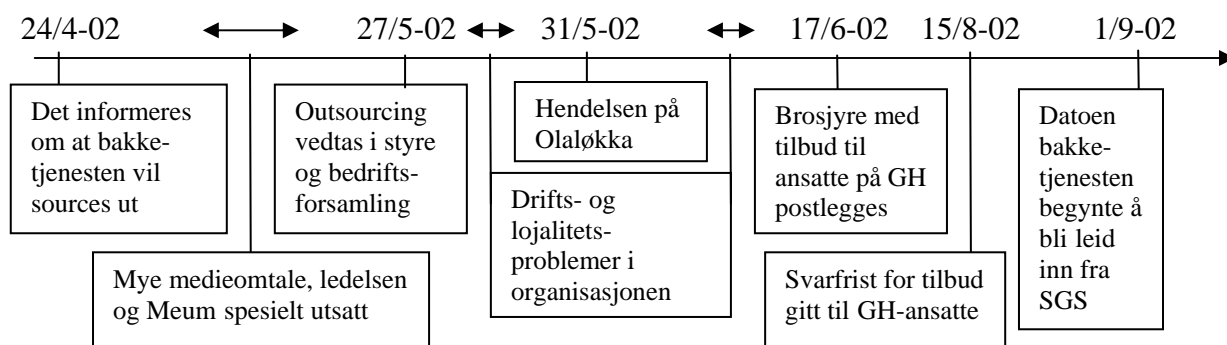 24/4-02 27/5-02 31/5-02 17/6-02 15/8-02 1/9-02
Det informeres
om at bakke-
tjenesten vil
sources ut
Mye medieomtale, ledelsen
og Meum spesielt utsatt
Outsourcing
vedtas i styre
og bedrifts-
forsamling
Hendelsen på
Olaløkka
Drifts- og
lojalitets-
problemer i
organisasjonen
Brosjyre med
tilbud til
ansatte på GH
postlegges
Svarfrist for tilbud
gitt til GH-ansatte
Datoen
bakke-
tjenesten
begynte å
bli leid
inn fra
SGS